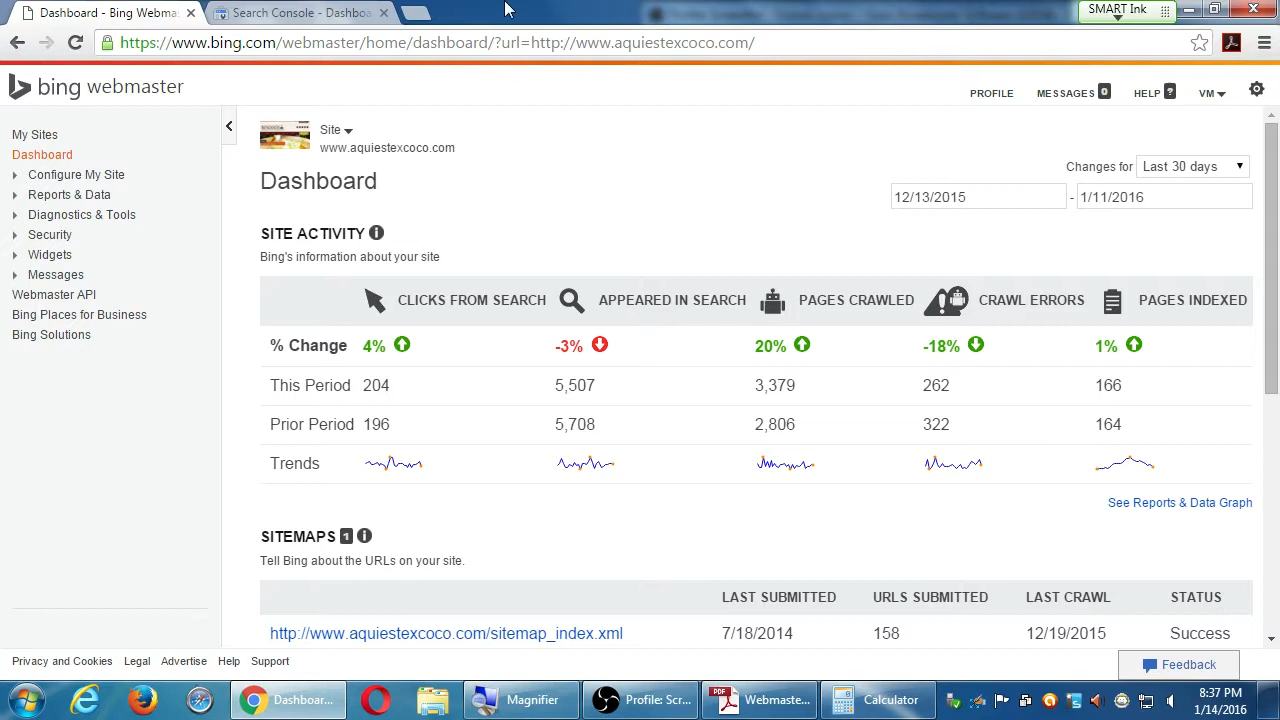 Dashboard - Bing Webmas
Search Console - Dashboa
SMART Ink
https://www.bing.com/webmaster/home/dashboard/?url=http://www.aquiestexcoco.com/
bing webmaster
PROFILE MESSAGES 0 HELP ? VM
My Sites
Dashboard
Configure My Site
Reports & Data
Diagnostics & Tools
Security
Widgets
Messages
Webmaster API
Bing Places for Business
Bing Solutions
Site
www.aquiestexcoco.com
Dashboard
Changes for Last 30 days
12/13/2015 - 1/11/2016
SITE ACTIVITY
Bing's information about your site
CLICKS FROM SEARCH APPEARED IN SEARCH PAGES CRAWLED CRAWL ERRORS PAGES INDEXED
% Change 4% -3% 20% -18% 1%
This Period 204 5,507 3,379 262 166
Prior Period 196 5,708 2,806 322 164
Trends
See Reports & Data Graph
SITEMAPS 1
Tell Bing about the URLs on your site.
LAST SUBMITTED URLS SUBMITTED LAST CRAWL STATUS
http://www.aquiestexcoco.com/sitemap_index.xml 7/18/2014 158 12/19/2015 Success
Privacy and Cookies Legal Advertise Help Support
Feedback
Dashboar... Magnifier Profile: Scr... PDF Webmaste... Calculator
8:37 PM
1/14/2016